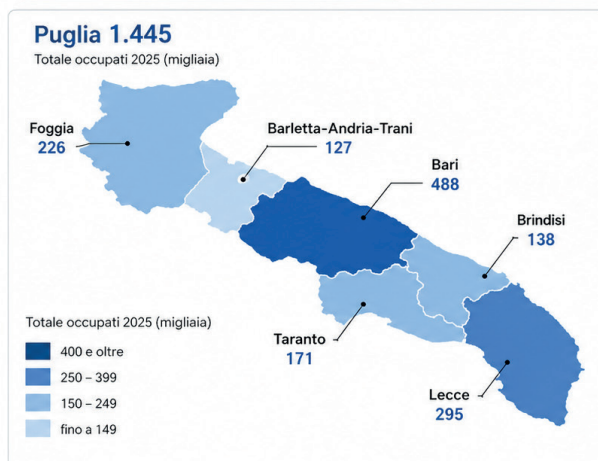 Puglia 1.445
Totale occupati 2025 (migliaia)
Foggia
226
Barletta-Andria-Trani
127
Bari
488
Brindisi
138
Taranto
171
Lecce
295
Totale occupati 2025 (migliaia)
400 e oltre
250 – 399
150 – 249
fino a 149